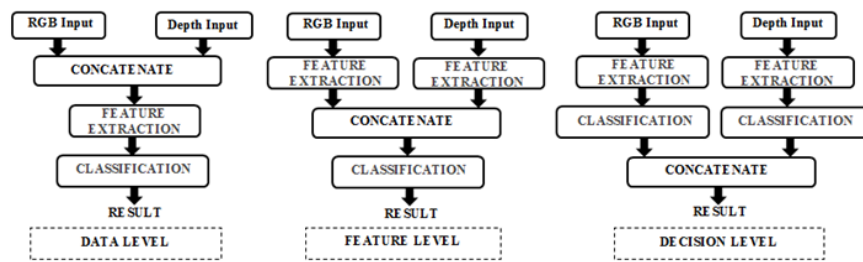 RGB Input
Depth Input
CONCATENATE
FEATURE
EXTRACTION
CLASSIFICATION
RESULT
DATA LEVEL
RGB Input
Depth Input
FEATURE
EXTRACTION
FEATURE
EXTRACTION
CONCATENATE
CLASSIFICATION
RESULT
FEATURE LEVEL
RGB Input
Depth Input
FEATURE
EXTRACTION
FEATURE
EXTRACTION
CLASSIFICATION
CLASSIFICATION
CONCATENATE
RESULT
DECISION LEVEL